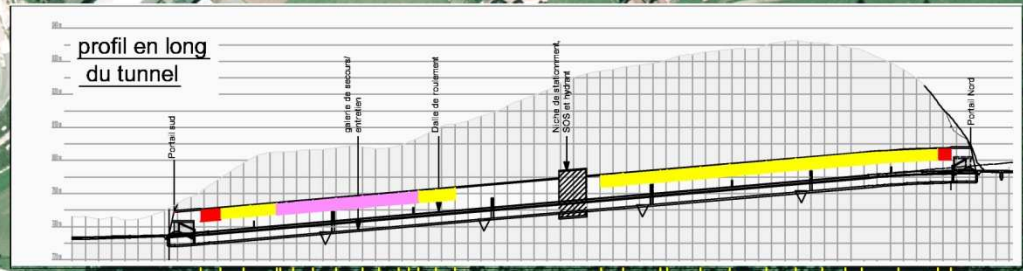 profil en long
du tunnel
Portail sud
galerie de secours/
entretien
Dalle de roulement
Niche de stationnment,
SOS et hydrant
Portail Nord